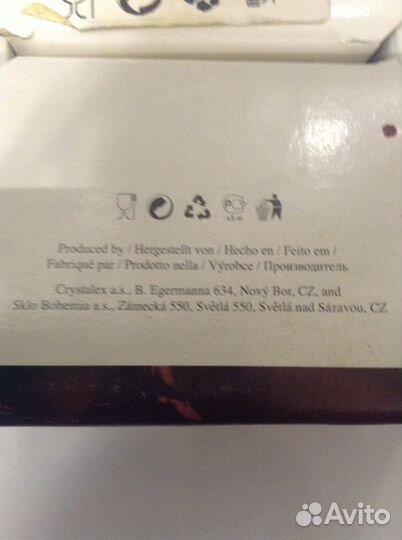 Produced by / Hergestellt von / Hecho en / Feito em /
Fabriqué par / Prodotto nella / Výrobce / Производитель
Crystalex a.s., B. Egermanna 634, Nový Bor, CZ, and
Sklo Bohemia a.s., Zámecká 550, Světlá 550, Světlá nad Sázavou, CZ
Avito